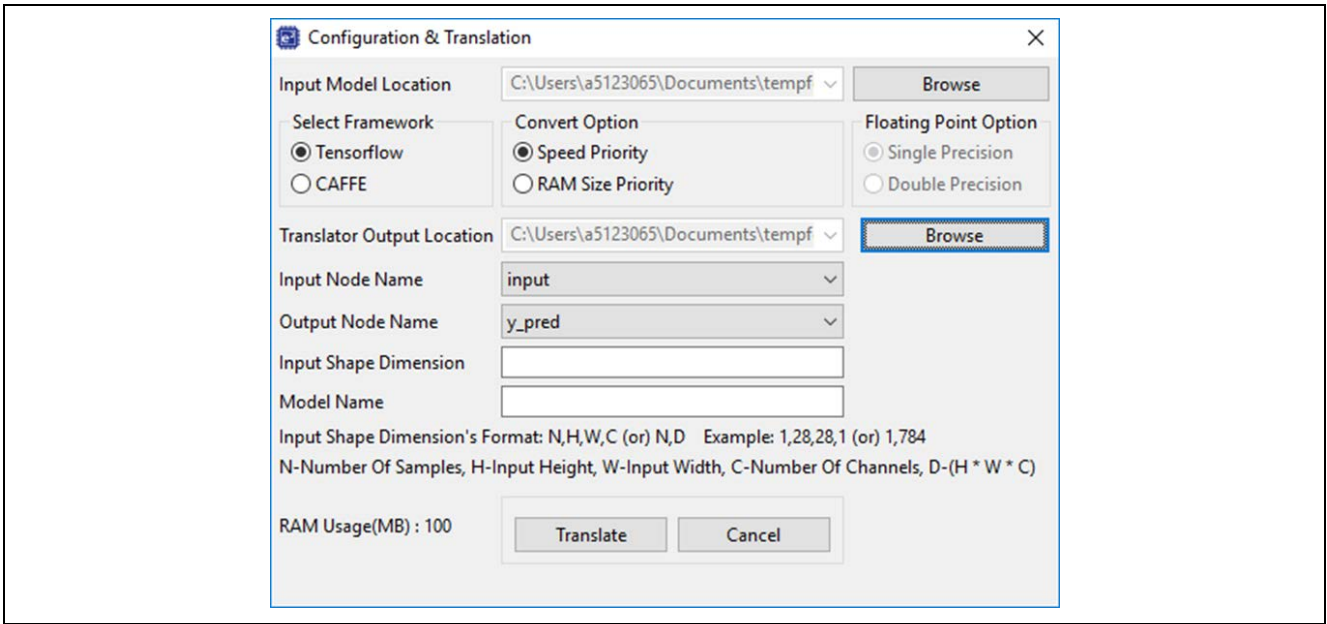 Configuration & Translation
Input Model Location C:\Users\a5123065\Documents\tempf Browse
Select Framework Convert Option Floating Point Option
Tensorflow Speed Priority Single Precision
CAFFE RAM Size Priority Double Precision
Translator Output Location C:\Users\a5123065\Documents\tempf Browse
Input Node Name input
Output Node Name y_pred
Input Shape Dimension
Model Name
Input Shape Dimension's Format: N,H,W,C (or) N,D Example: 1,28,28,1 (or) 1,784
N-Number Of Samples, H-Input Height, W-Input Width, C-Number Of Channels, D-(H * W * C)
RAM Usage(MB) : 100 Translate Cancel